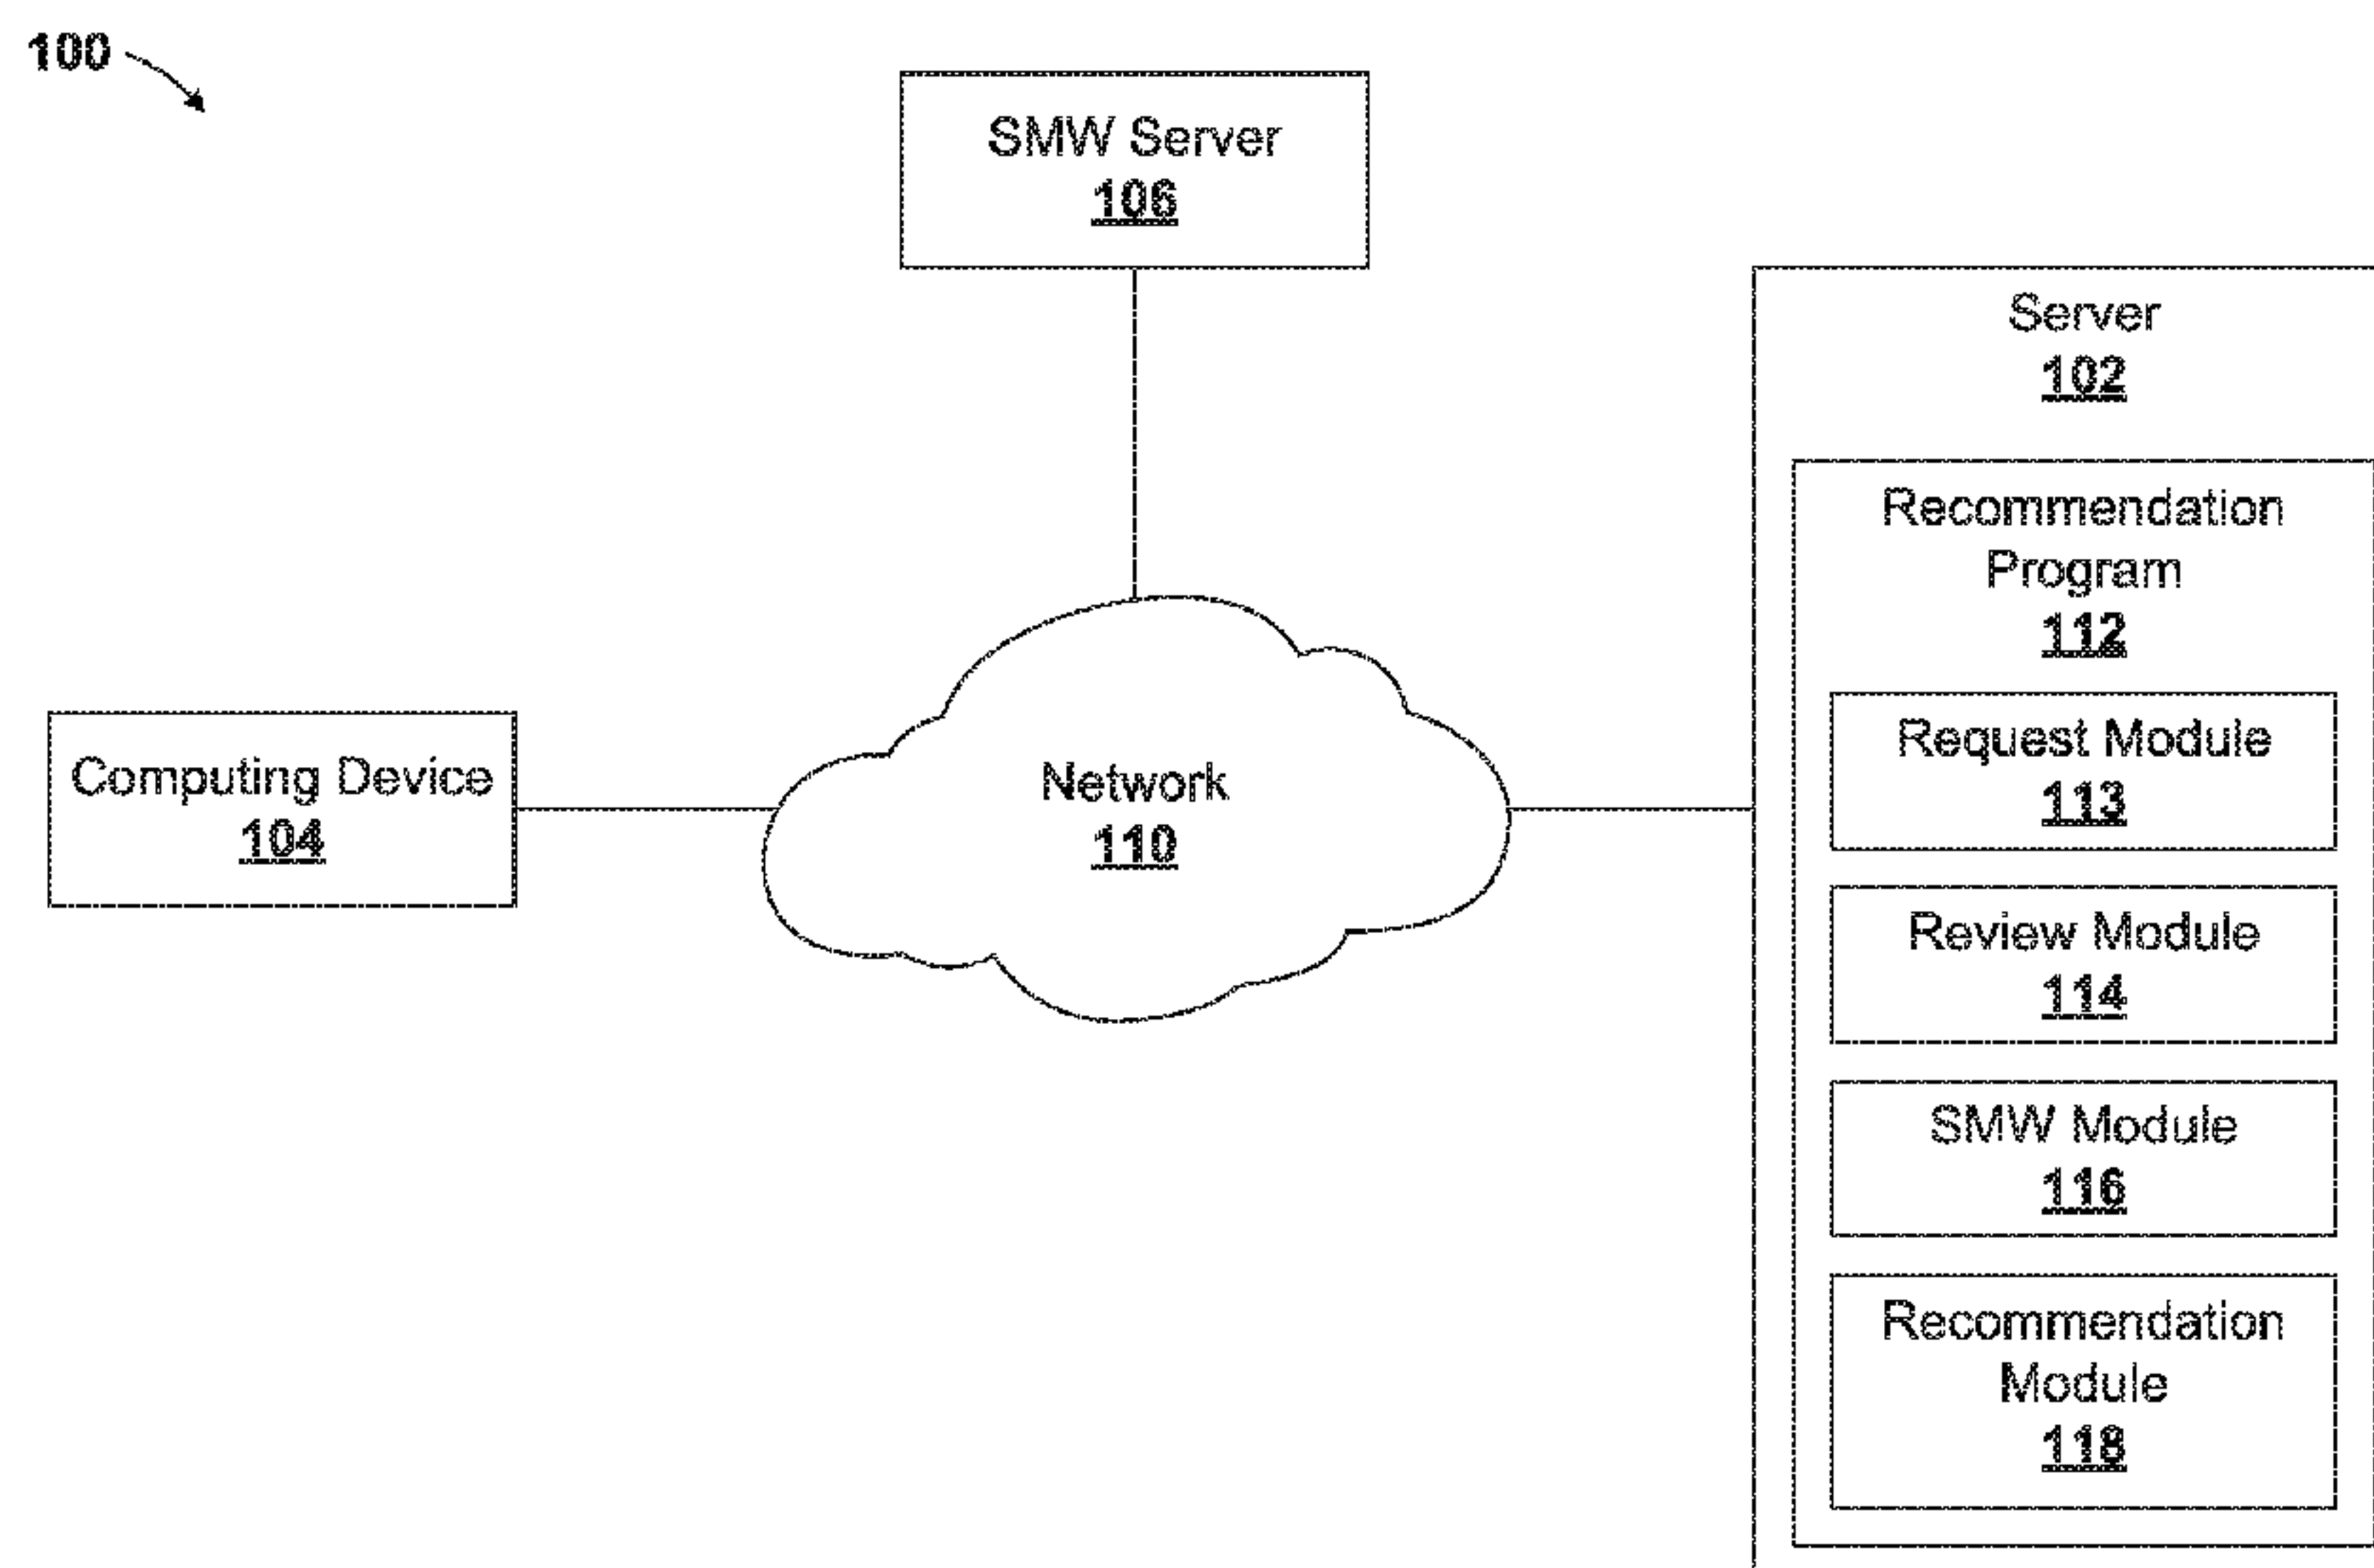 100
SMW Server
106
Server
102
Recommendation
Program
112
Request Module
113
Computing Device
104
Network
110
Review Module
114
SMW Module
116
Recommendation
Module
118